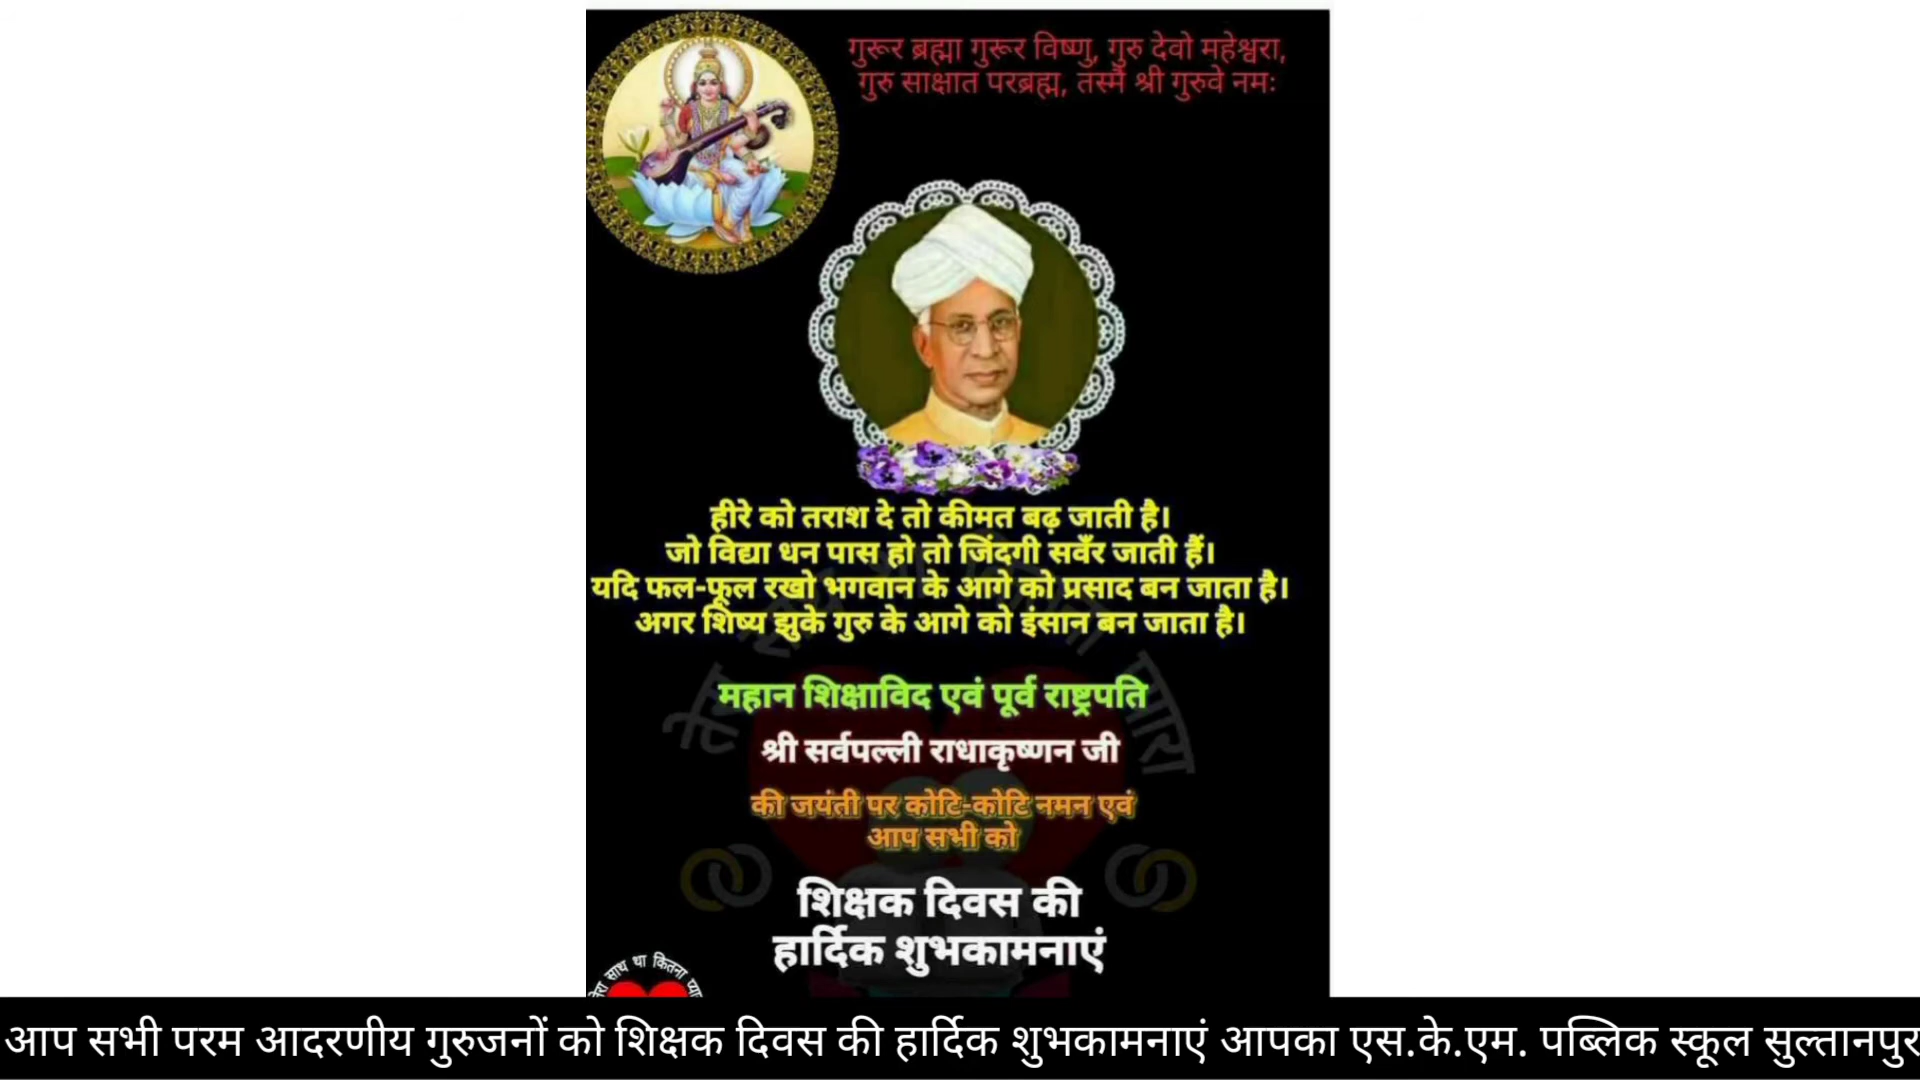 गुरूर ब्रह्मा गुरूर विष्णु, गुरु देवो महेश्वरा,
गुरु साक्षात परब्रह्म, तस्मै श्री गुरुवे नमः
हीरे को तराश दे तो कीमत बढ़ जाती है।
जो विद्या धन पास हो तो जिंदगी सवँर जाती हैं।
यदि फल-फूल रखो भगवान के आगे को प्रसाद बन जाता है।
अगर शिष्य झुके गुरु के आगे को इंसान बन जाता है।
महान शिक्षाविद एवं पूर्व राष्ट्रपति
श्री सर्वपल्ली राधाकृष्णन जी
की जयंती पर कोटि-कोटि नमन एवं
आप सभी को
शिक्षक दिवस की
हार्दिक शुभकामनाएं
साथ था कितना
आप सभी परम आदरणीय गुरुजनों को शिक्षक दिवस की हार्दिक शुभकामनाएं आपका एस.के.एम. पब्लिक स्कूल सुल्तानपुर